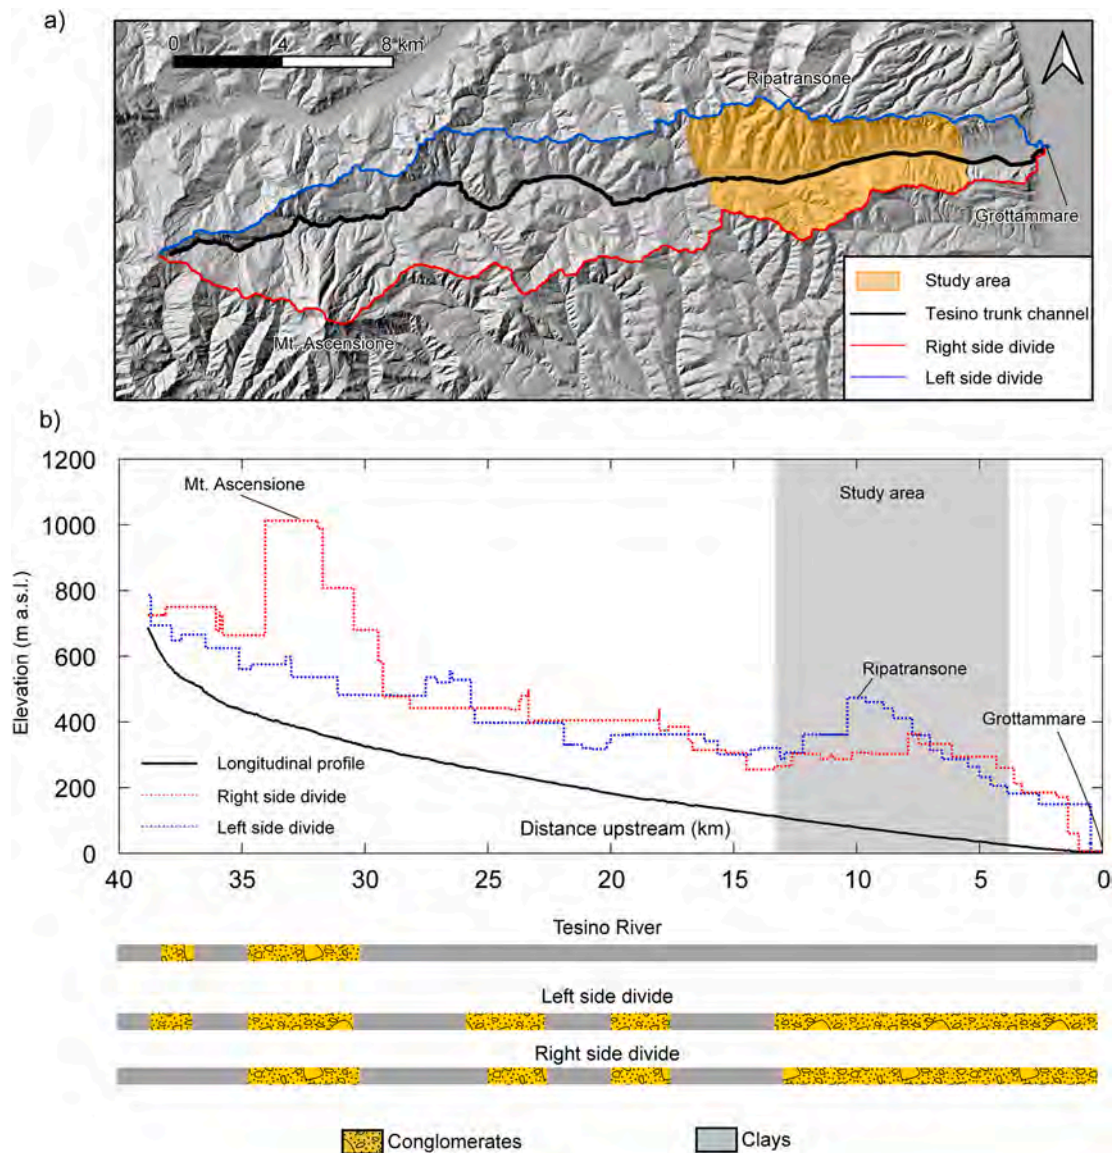 a)
0 4 8 km
Ripatransone
Grottammare
Mt. Ascensione
Study area
Tesino trunk channel
Right side divide
Left side divide
b)
1200
1000
800
600
400
200
0
Elevation (m a.s.l.)
Mt. Ascensione
Study area
Ripatransone
Grottammare
Longitudinal profile
Right side divide
Left side divide
Distance upstream (km)
40 35 30 25 20 15 10 5 0
Tesino River
Left side divide
Right side divide
Conglomerates
Clays